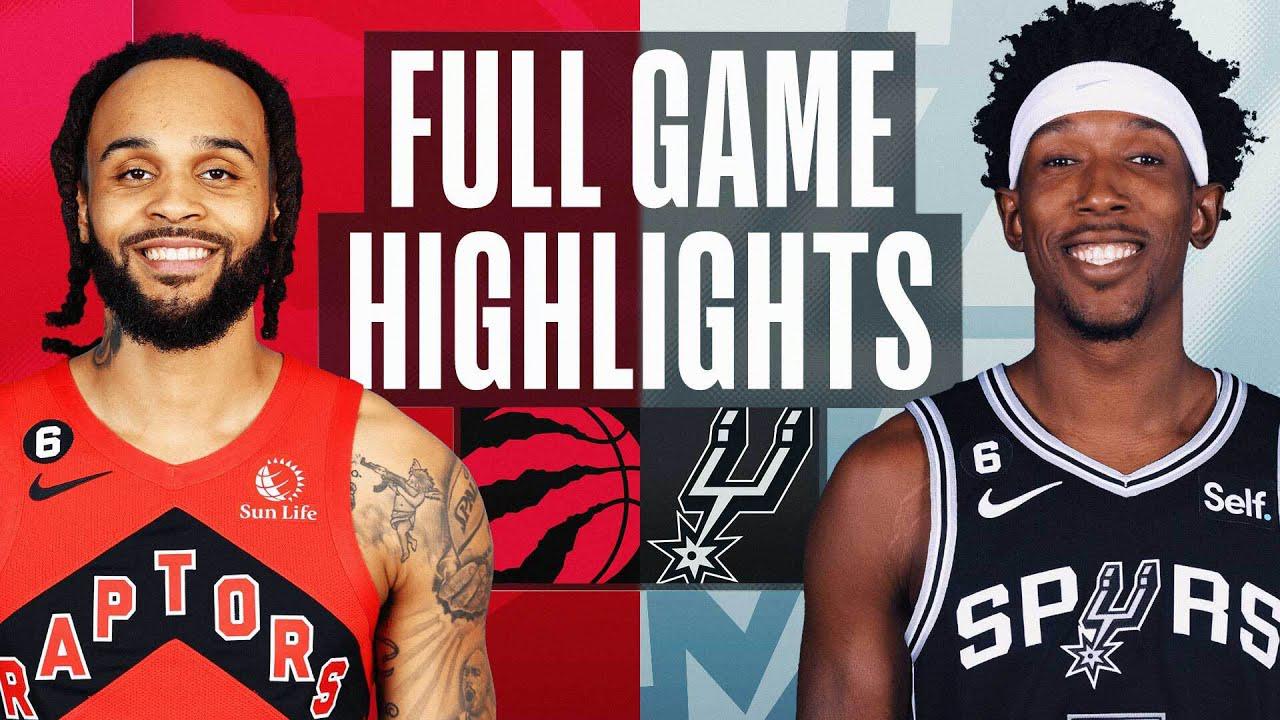 FULL GAME
HIGHLIGHTS
6
Sun Life
RAPTORS
6
Self.
SPURS